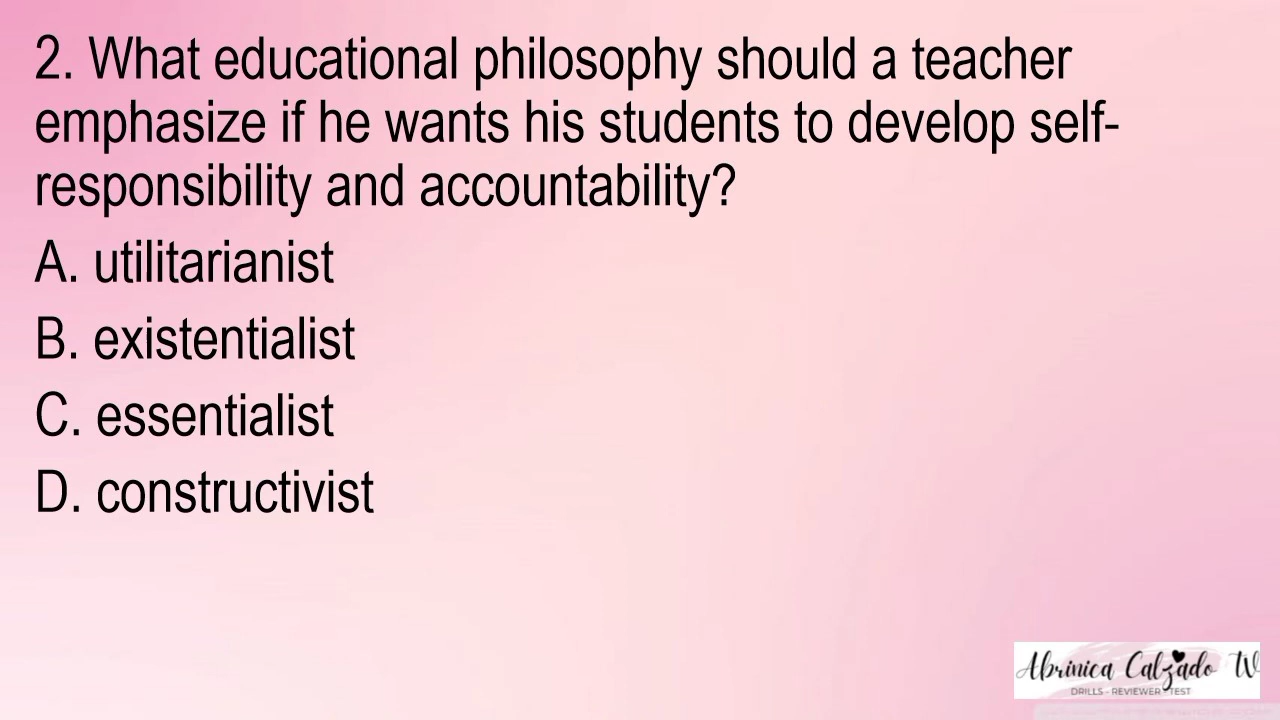 2. What educational philosophy should a teacher
emphasize if he wants his students to develop self-
responsibility and accountability?
A. utilitarianist
B. existentialist
C. essentialist
D. constructivist
Abrinica Calzado TV
DRILLS - REVIEWER - TEST